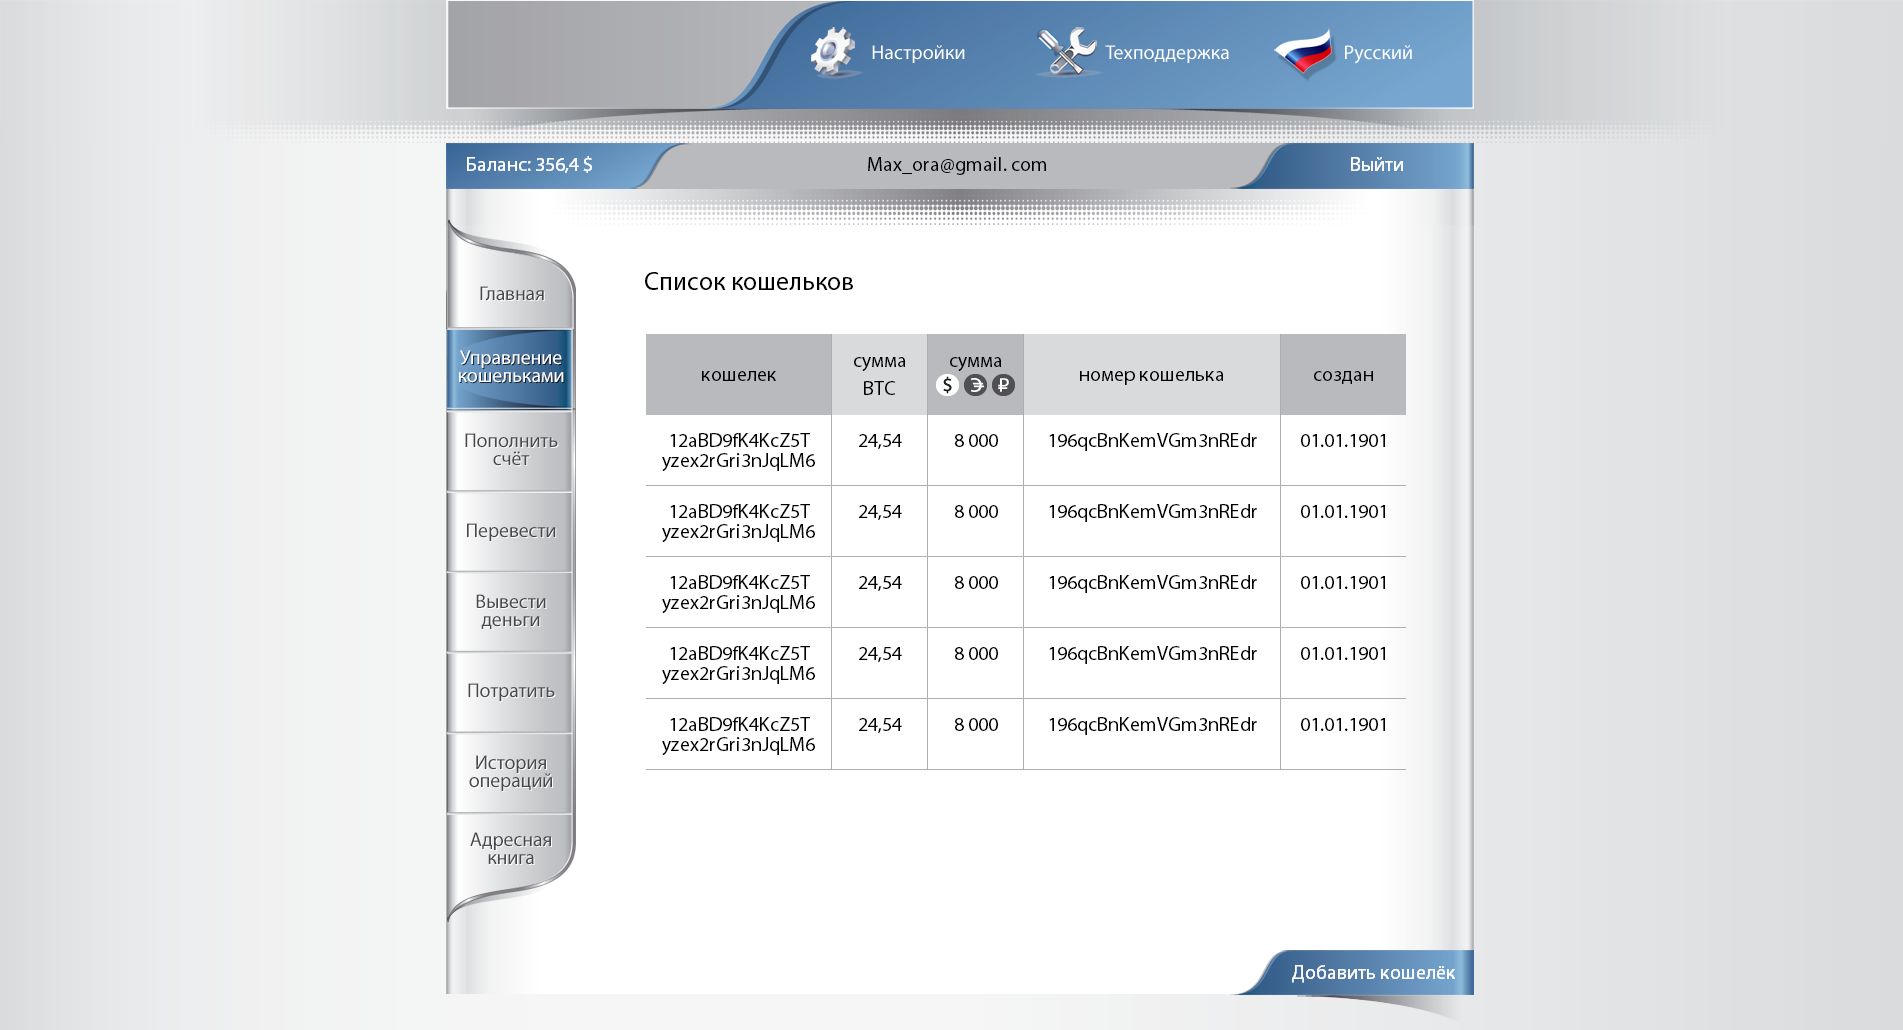 Настройки
Техподдержка
Русский
Баланс: 356,4 $
Max_ora@gmail. com
Выйти
Главная
Управление
кошельками
Пополнить
счёт
Перевести
Вывести
деньги
Потратить
История
операций
Адресная
книга
Список кошельков
кошелек
сумма
BTC
сумма
$ Э ₽
номер кошелька
создан
12aBD9fK4KcZ5T 24,54 8 000 196qcBnKemVGm3nREdr 01.01.1901
yzex2rGri3nJqLM6
12aBD9fK4KcZ5T 24,54 8 000 196qcBnKemVGm3nREdr 01.01.1901
yzex2rGri3nJqLM6
12aBD9fK4KcZ5T 24,54 8 000 196qcBnKemVGm3nREdr 01.01.1901
yzex2rGri3nJqLM6
12aBD9fK4KcZ5T 24,54 8 000 196qcBnKemVGm3nREdr 01.01.1901
yzex2rGri3nJqLM6
12aBD9fK4KcZ5T 24,54 8 000 196qcBnKemVGm3nREdr 01.01.1901
yzex2rGri3nJqLM6
Добавить кошелёк